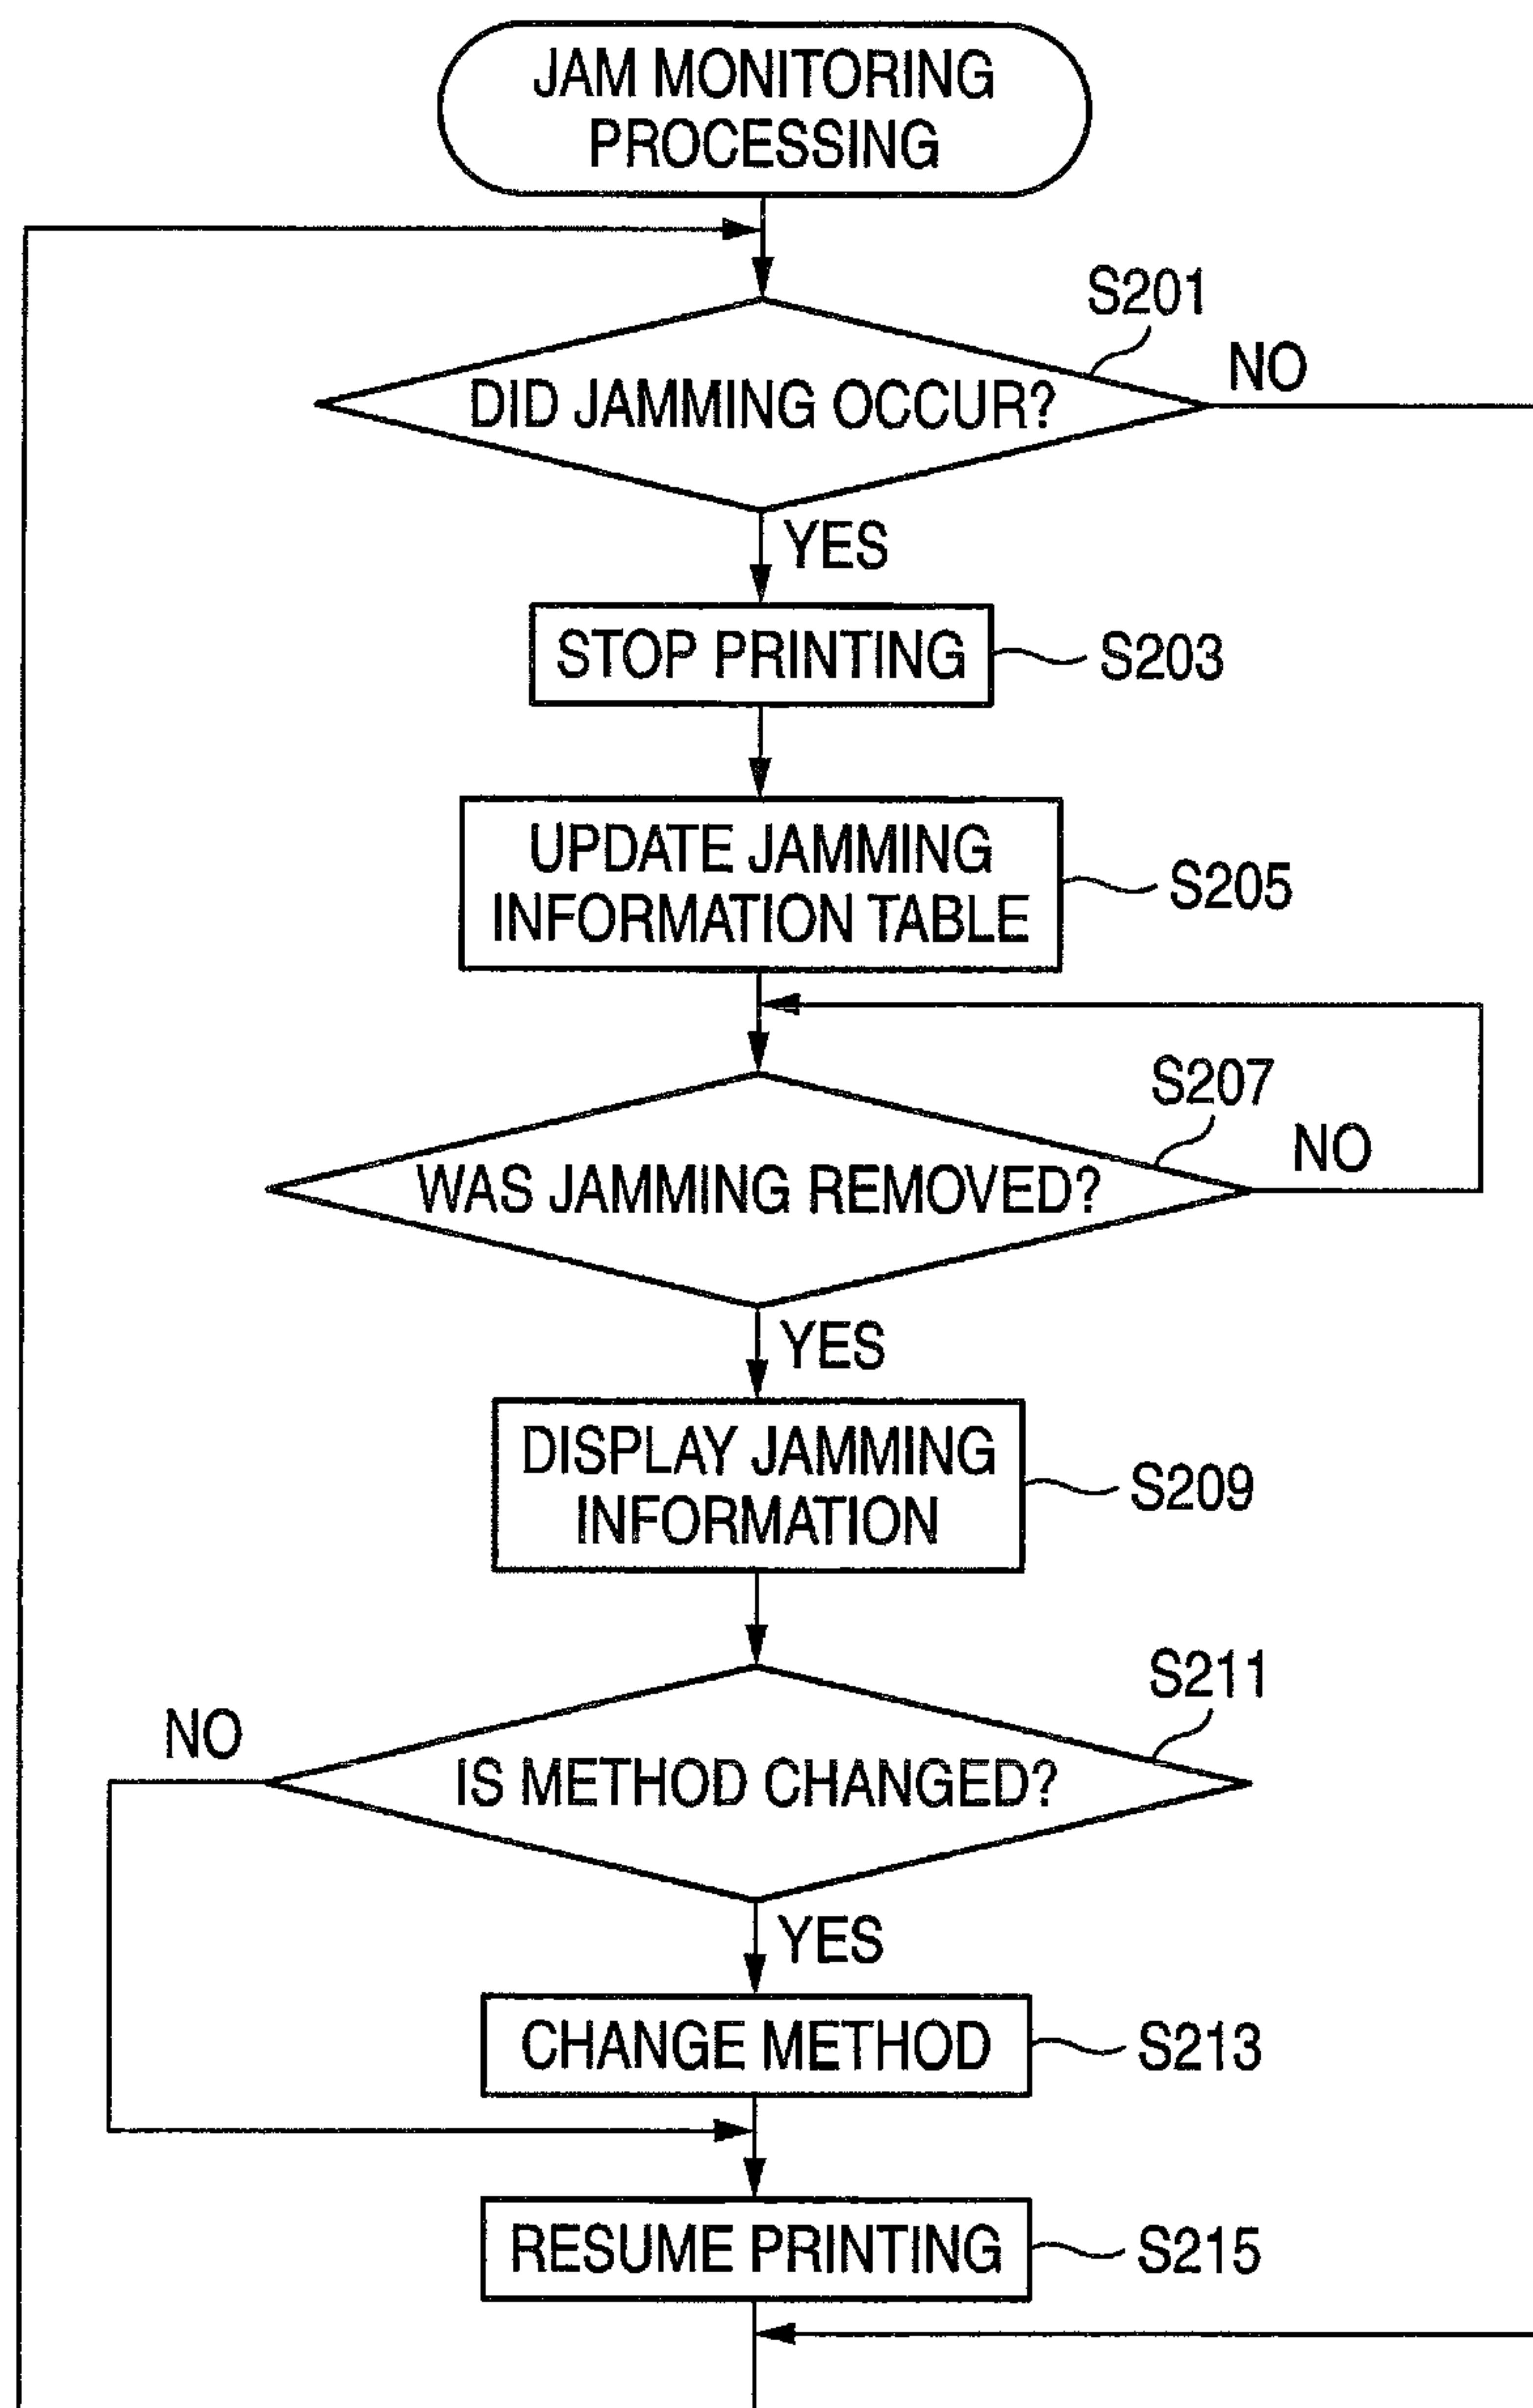 JAM MONITORING
PROCESSING
S201
NO
DID JAMMING OCCUR?
YES
STOP PRINTING
S203
UPDATE JAMMING
INFORMATION TABLE
S205
S207
NO
WAS JAMMING REMOVED?
YES
DISPLAY JAMMING
INFORMATION
S209
S211
NO
IS METHOD CHANGED?
YES
CHANGE METHOD
S213
RESUME PRINTING
S215